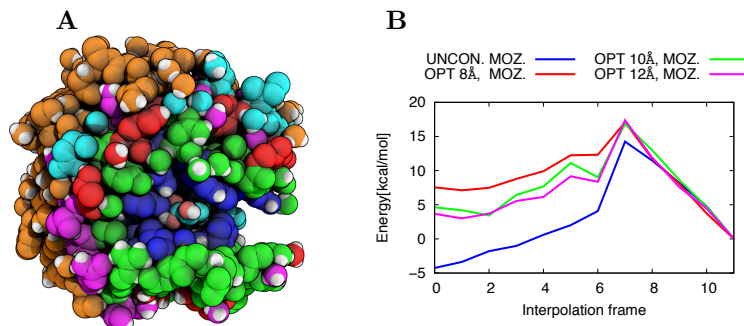 A
B
UNCON. MOZ.
OPT 10Å, MOZ.
OPT 8Å, MOZ.
OPT 12Å, MOZ.
20
15
10
5
0
−5
Energy[kcal/mol]
0 2 4 6 8 10
Interpolation frame